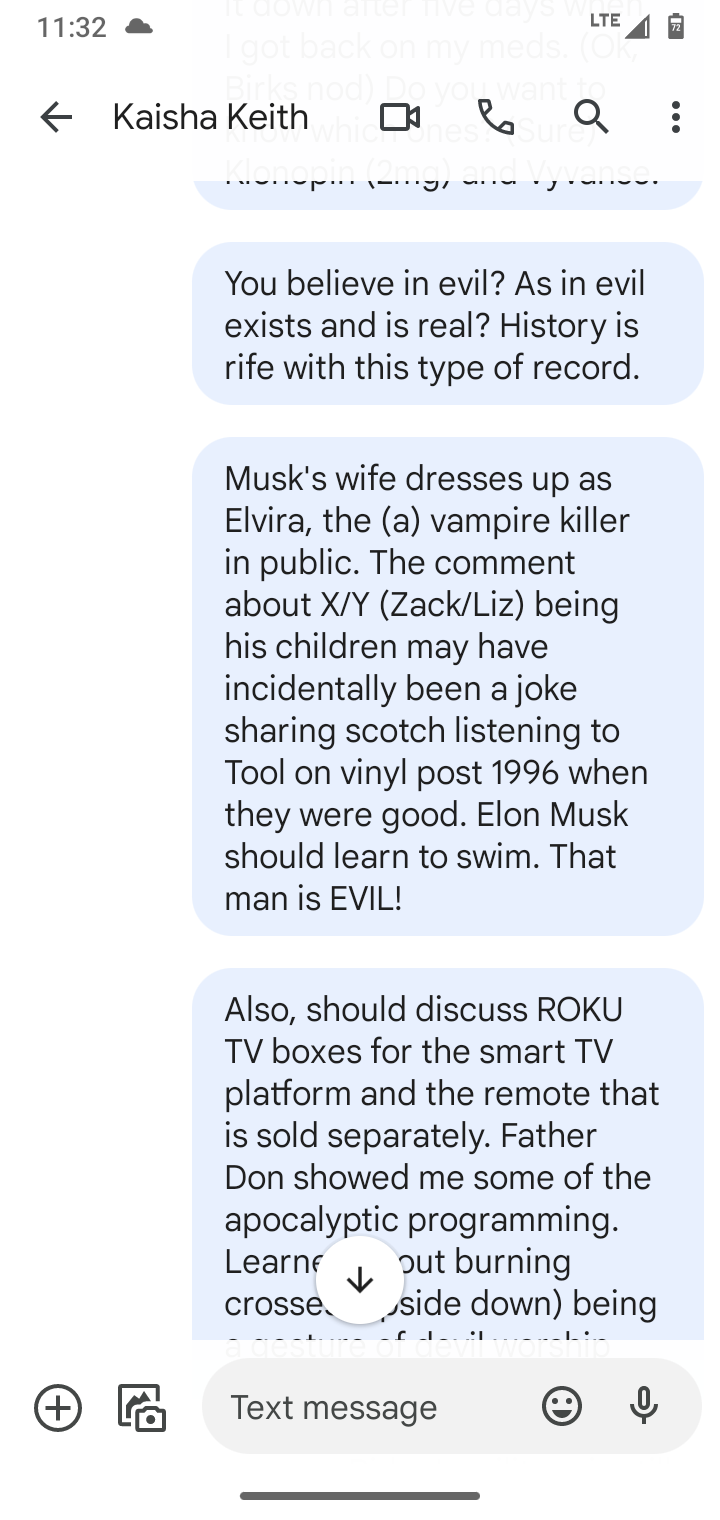 it down after five days when
11:32
LTE
72
I got back on my meds. (Ok,
Birks nod) Do you want to
Kaisha Keith
know which ones? (Sure)
Klonopin (2mg) and Vyvanse.
You believe in evil? As in evil
exists and is real? History is
rife with this type of record.
Musk's wife dresses up as
Elvira, the (a) vampire killer
in public. The comment
about X/Y (Zack/Liz) being
his children may have
incidentally been a joke
sharing scotch listening to
Tool on vinyl post 1996 when
they were good. Elon Musk
should learn to swim. That
man is EVIL!
Also, should discuss ROKU
TV boxes for the smart TV
platform and the remote that
is sold separately. Father
Don showed me some of the
apocalyptic programming.
burning
down) being
a gesture of devil worship
Text message